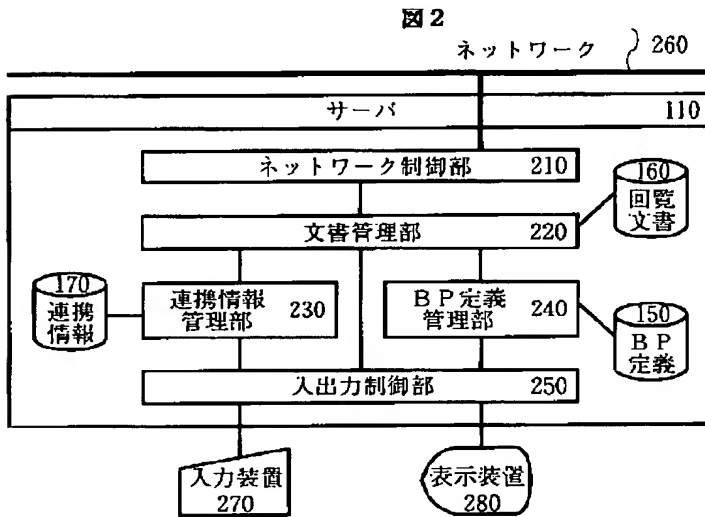 図2
ネットワーク 260
サーバ 110
ネットワーク制御部 210
160
回覧
文書
文書管理部 220
170
連携
情報
連携情報
管理部 230
BP定義
管理部 240
150
BP
定義
入出力制御部 250
入力装置
270
表示装置
280